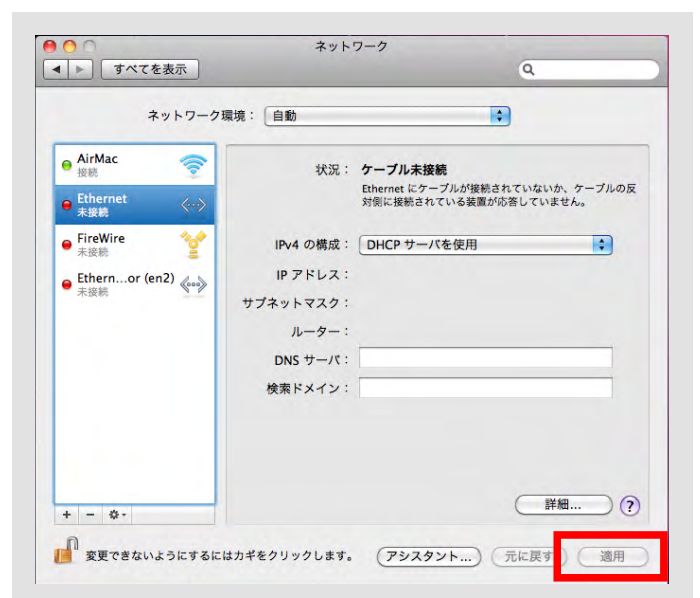 ネットワーク
すべてを表示
ネットワーク環境： 自動
AirMac
接続
Ethernet
未接続
FireWire
未接続
Ethern...or (en2)
未接続
状況： ケーブル未接続
Ethernet にケーブルが接続されていないか、ケーブルの反
対側に接続されている装置が応答していません。
IPv4 の構成： DHCP サーバを使用
IP アドレス：
サブネットマスク：
ルーター：
DNS サーバ：
検索ドメイン：
詳細... ?
+ −
変更できないようにするにはカギをクリックします。 アシスタント... 元に戻す 適用